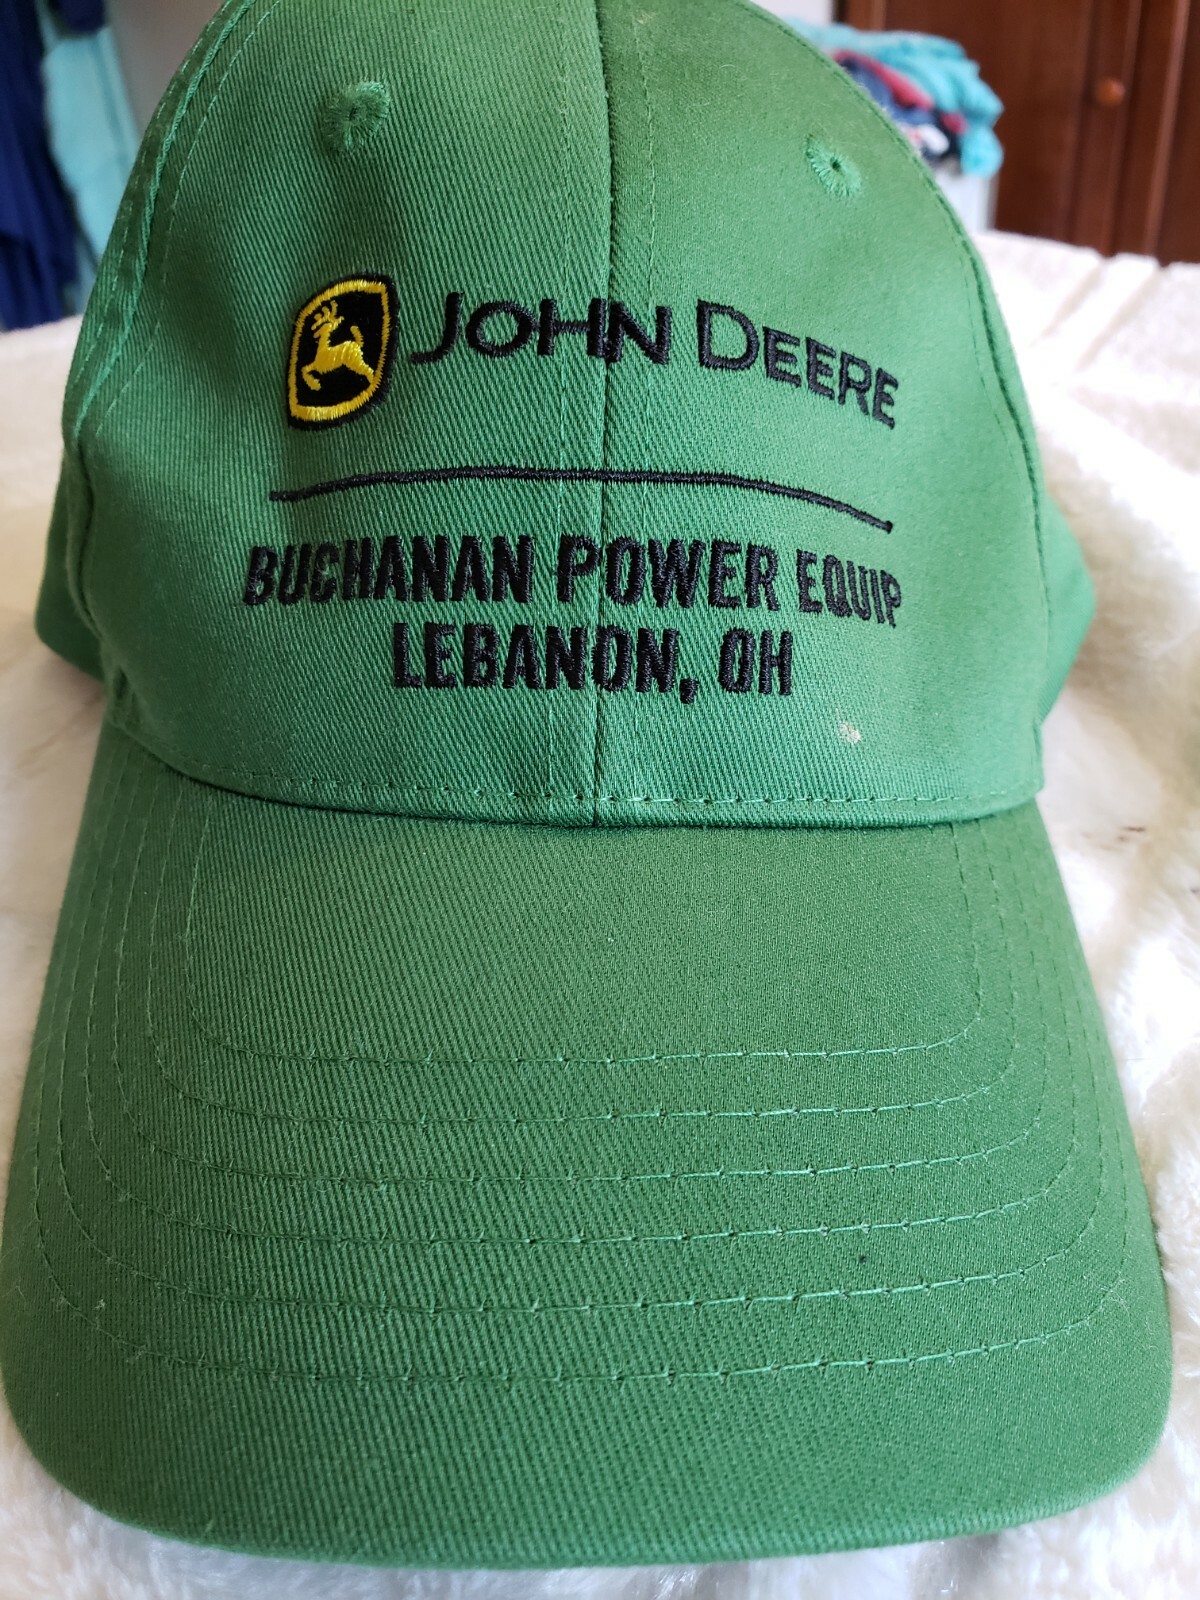 JOHN DEERE
BUCHANAN POWER EQUIP
LEBANON, OH